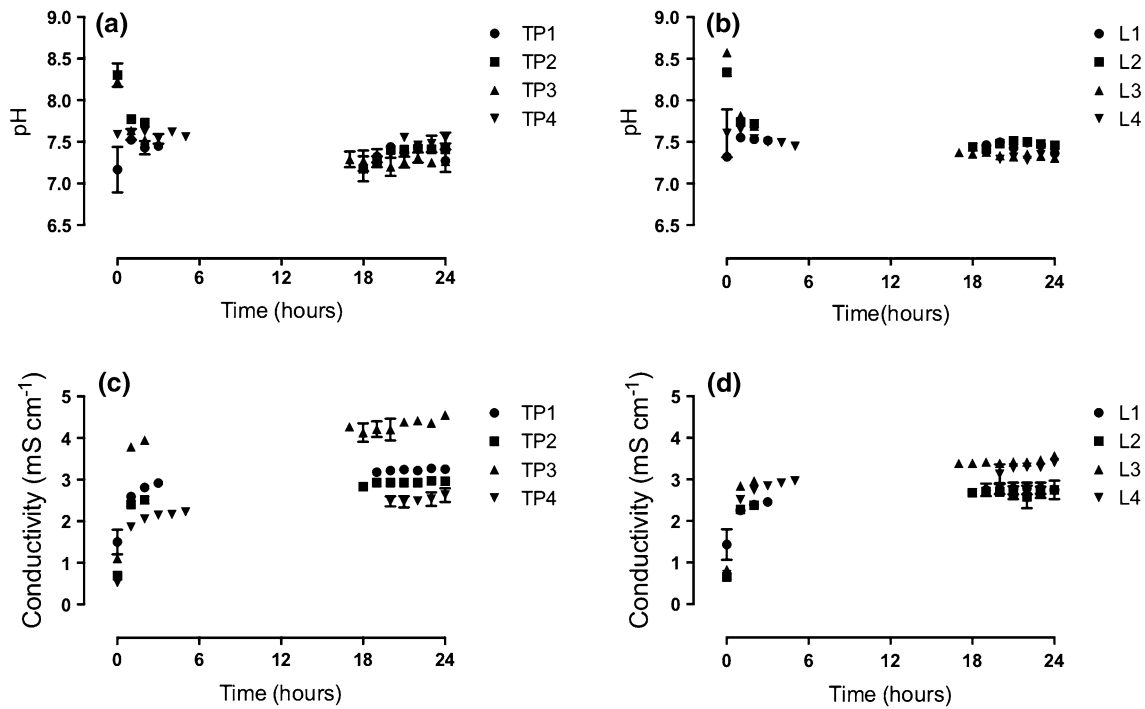 (a)
9.0
8.5
8.0
7.5
7.0
6.5
pH
0 6 12 18 24
Time (hours)
TP1
TP2
TP3
TP4
(b)
9.0
8.5
8.0
7.5
7.0
6.5
pH
0 6 12 18 24
Time(hours)
L1
L2
L3
L4
(c)
5
4
3
2
1
0
Conductivity (mS cm⁻¹)
0 6 12 18 24
Time (hours)
TP1
TP2
TP3
TP4
(d)
5
4
3
2
1
0
Conductivity (mS cm⁻¹)
0 6 12 18 24
Time (hours)
L1
L2
L3
L4